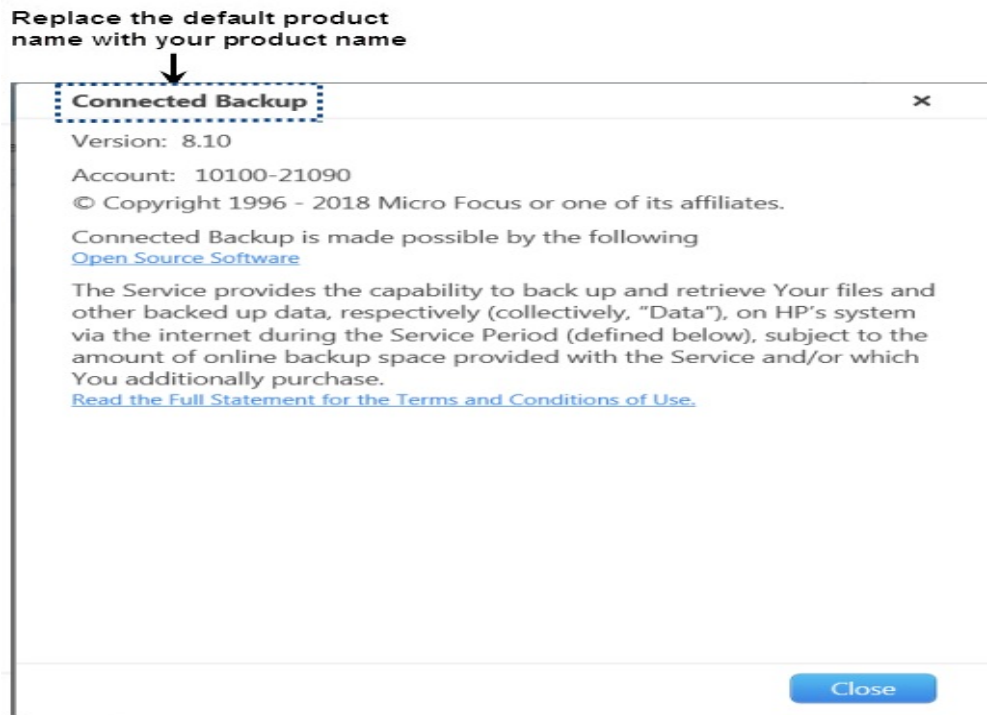 Replace the default product
name with your product name
Connected Backup
Version: 8.10
Account: 10100-21090
© Copyright 1996 - 2018 Micro Focus or one of its affiliates.
Connected Backup is made possible by the following
Open Source Software
The Service provides the capability to back up and retrieve Your files and
other backed up data, respectively (collectively, “Data”), on HP’s system
via the internet during the Service Period (defined below), subject to the
amount of online backup space provided with the Service and/or which
You additionally purchase.
Read the Full Statement for the Terms and Conditions of Use.
Close